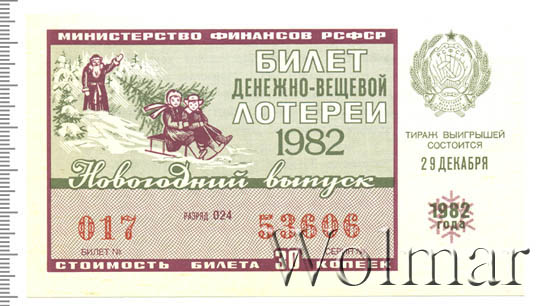 МИНИСТЕРСТВО ФИНАНСОВ РСФСР
БИЛЕТ
ДЕНЕЖНО-ВЕЩЕВОЙ
ЛОТЕРЕИ
1982
Новогодний выпуск
ТИРАЖ ВЫИГРЫШЕЙ
СОСТОИТСЯ
29 ДЕКАБРЯ
1982
ГОДА
017
РАЗРЯД 024
53606
БИЛЕТ №
СЕРИЯ №
СТОИМОСТЬ БИЛЕТА 30 КОПЕЕК
Wolmar